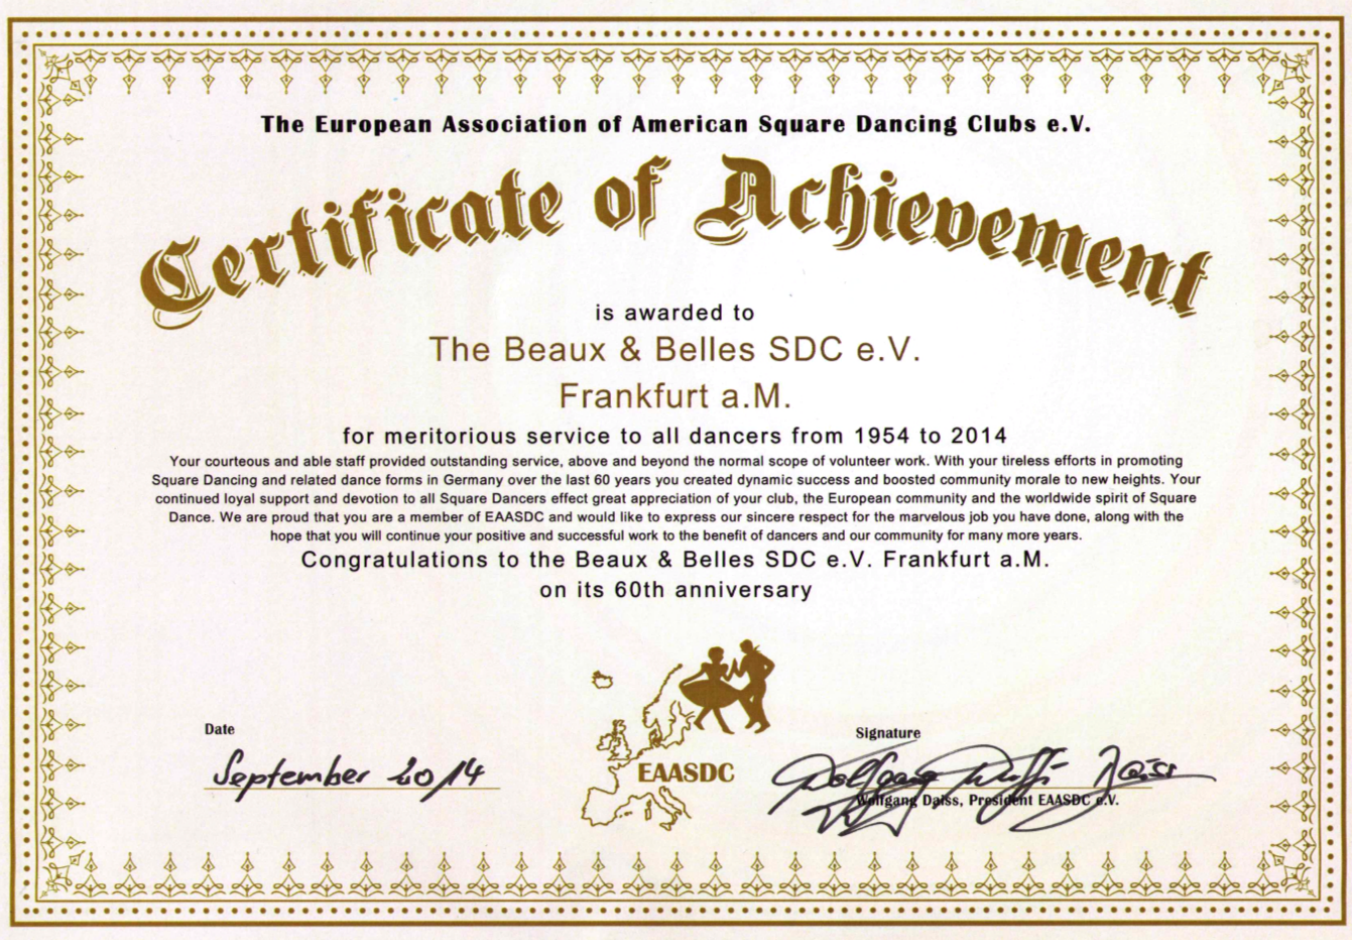 The European Association of American Square Dancing Clubs e.V.
Certificate of Achievement
is awarded to
The Beaux & Belles SDC e.V.
Frankfurt a.M.
for meritorious service to all dancers from 1954 to 2014
Your courteous and able staff provided outstanding service, above and beyond the normal scope of volunteer work. With your tireless efforts in promoting
Square Dancing and related dance forms in Germany over the last 60 years you created dynamic success and boosted community morale to new heights. Your
continued loyal support and devotion to all Square Dancers effect great appreciation of your club, the European community and the worldwide spirit of Square
Dance. We are proud that you are a member of EAASDC and would like to express our sincere respect for the marvelous job you have done, along with the
hope that you will continue your positive and successful work to the benefit of dancers and our community for many more years.
Congratulations to the Beaux & Belles SDC e.V. Frankfurt a.M.
on its 60th anniversary
Date
September 2014
EAASDC
Signature
Wolfgang Daiss
Wolfgang Daiss, President EAASDC e.V.